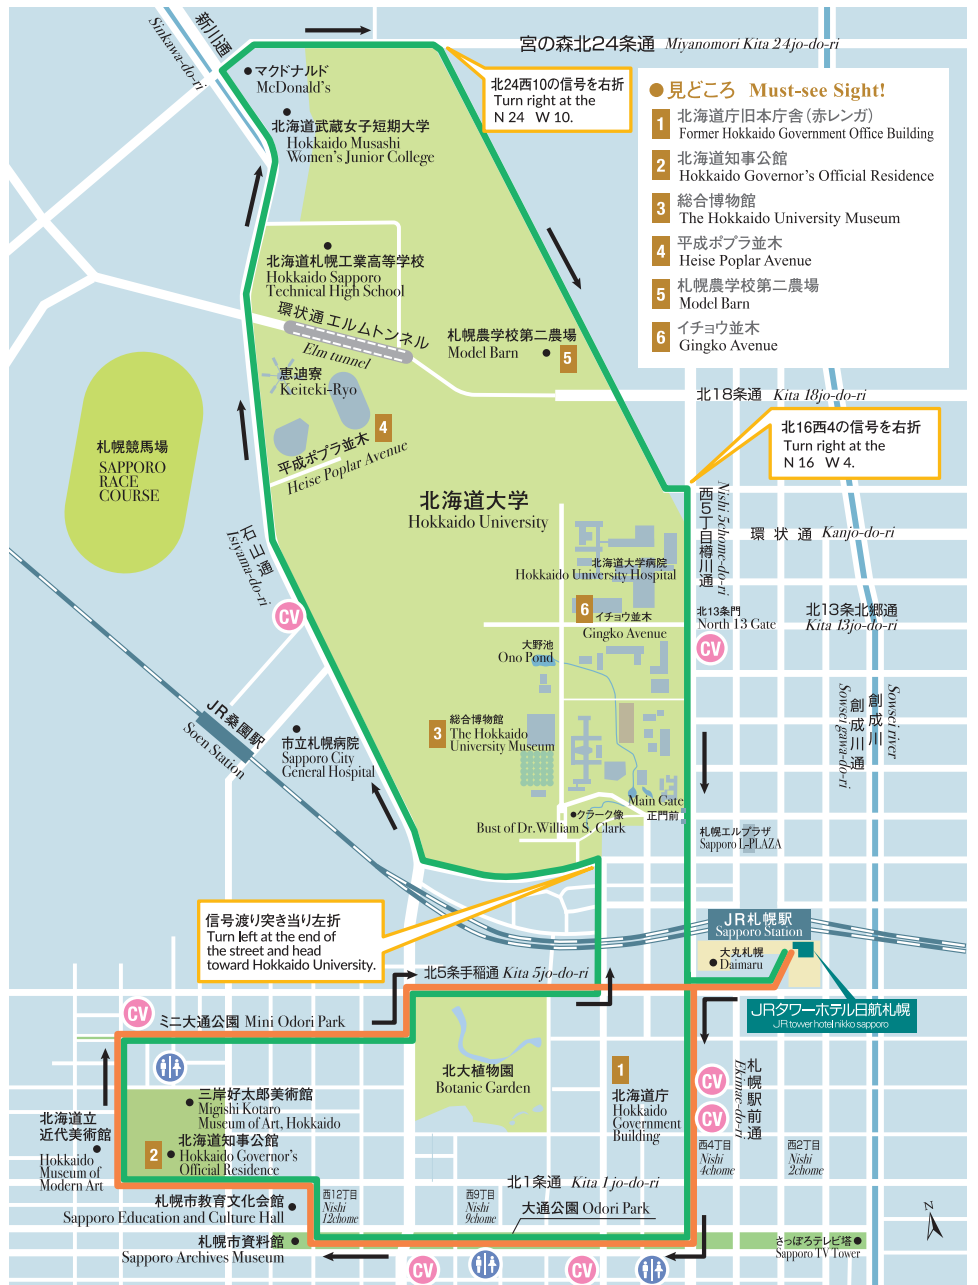 新川通
Sinkawa-do-ri
宮の森北24条通 Miyanomori Kita 24jo-do-ri
マクドナルド
McDonald's
北海道武蔵女子短期大学
Hokkaido Musashi
Women's Junior College
北24西10の信号を右折
Turn right at the
N 24 W 10.
見どころ Must-see Sight!
1 北海道庁旧本庁舎(赤レンガ)
Former Hokkaido Government Office Building
2 北海道知事公館
Hokkaido Governor's Official Residence
3 総合博物館
The Hokkaido University Museum
4 平成ポプラ並木
Heise Poplar Avenue
5 札幌農学校第二農場
Model Barn
6 イチョウ並木
Gingko Avenue
北海道札幌工業高等学校
Hokkaido Sapporo
Technical High School
環状通 エルムトンネル
Elm tunnel
札幌農学校第二農場
Model Barn
5
恵迪寮
Keiteki-Ryo
4
平成ポプラ並木
Heise Poplar Avenue
北18条通 Kita 18jo-do-ri
北16西4の信号を右折
Turn right at the
N 16 W 4.
札幌競馬場
SAPPORO
RACE
COURSE
北海道大学
Hokkaido University
西5丁目樽川通
Nishi 5chome-do-ri
環状通 Kanjo-do-ri
石山通
Isiyama-do-ri
CV
北海道大学病院
Hokkaido University Hospital
6
イチョウ並木
Gingko Avenue
北13条門
North 13 Gate
CV
北13条北郷通
Kita 13jo-do-ri
大野池
Ono Pond
創成川
Sowsei river
創成川通
Sowsei gawa-do-ri
JR桑園駅
Soen Station
市立札幌病院
Sapporo City
General Hospital
3
総合博物館
The Hokkaido
University Museum
Main Gate
正門前
クラーク像
Bust of Dr.William S. Clark
札幌エルプラザ
Sapporo L-PLAZA
信号渡り突き当り左折
Turn left at the end of
the street and head
toward Hokkaido University.
JR札幌駅
Sapporo Station
大丸札幌
Daimaru
北5条手稲通 Kita 5jo-do-ri
JRタワーホテル日航札幌
JR tower hotel nikko sapporo
CV
ミニ大通公園 Mini Odori Park
北大植物園
Botanic Garden
1
北海道庁
Hokkaido
Government
Building
CV
CV
札幌駅前通
Ekimae-do-ri
三岸好太郎美術館
Migishi Kotaro
Museum of Art, Hokkaido
北海道立
近代美術館
Hokkaido
Museum of
Modern Art
2
北海道知事公館
Hokkaido Governor's
Official Residence
西4丁目
Nishi
4chome
西2丁目
Nishi
2chome
北1条通 Kita 1 jo-do-ri
札幌市教育文化会館
Sapporo Education and Culture Hall
西12丁目
Nishi
12chome
西9丁目
Nishi
9chome
大通公園 Odori Park
札幌市資料館
Sapporo Archives Museum
さっぽろテレビ塔
Sapporo TV Tower
CV
CV
N